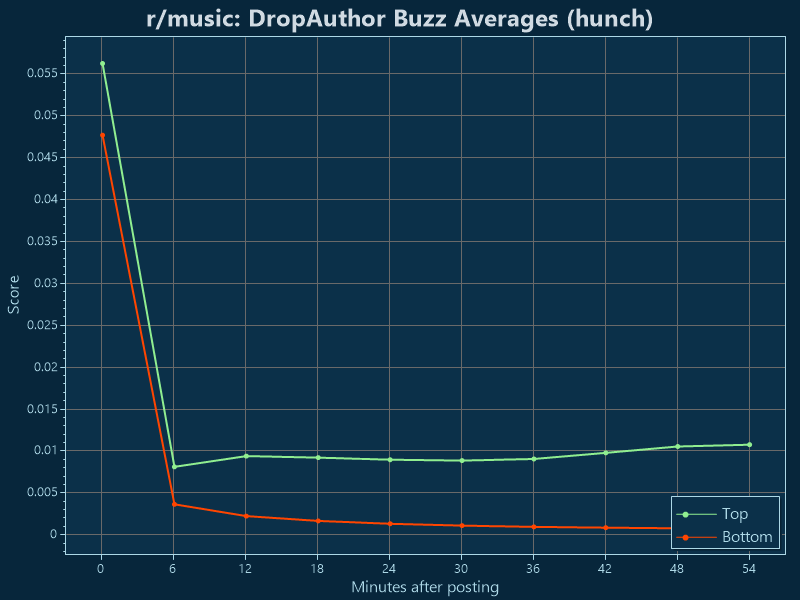 r/music: DropAuthor Buzz Averages (hunch)
Score
0.055
0.05
0.045
0.04
0.035
0.03
0.025
0.02
0.015
0.01
0.005
0
0 6 12 18 24 30 36 42 48 54
Minutes after posting
Top
Bottom